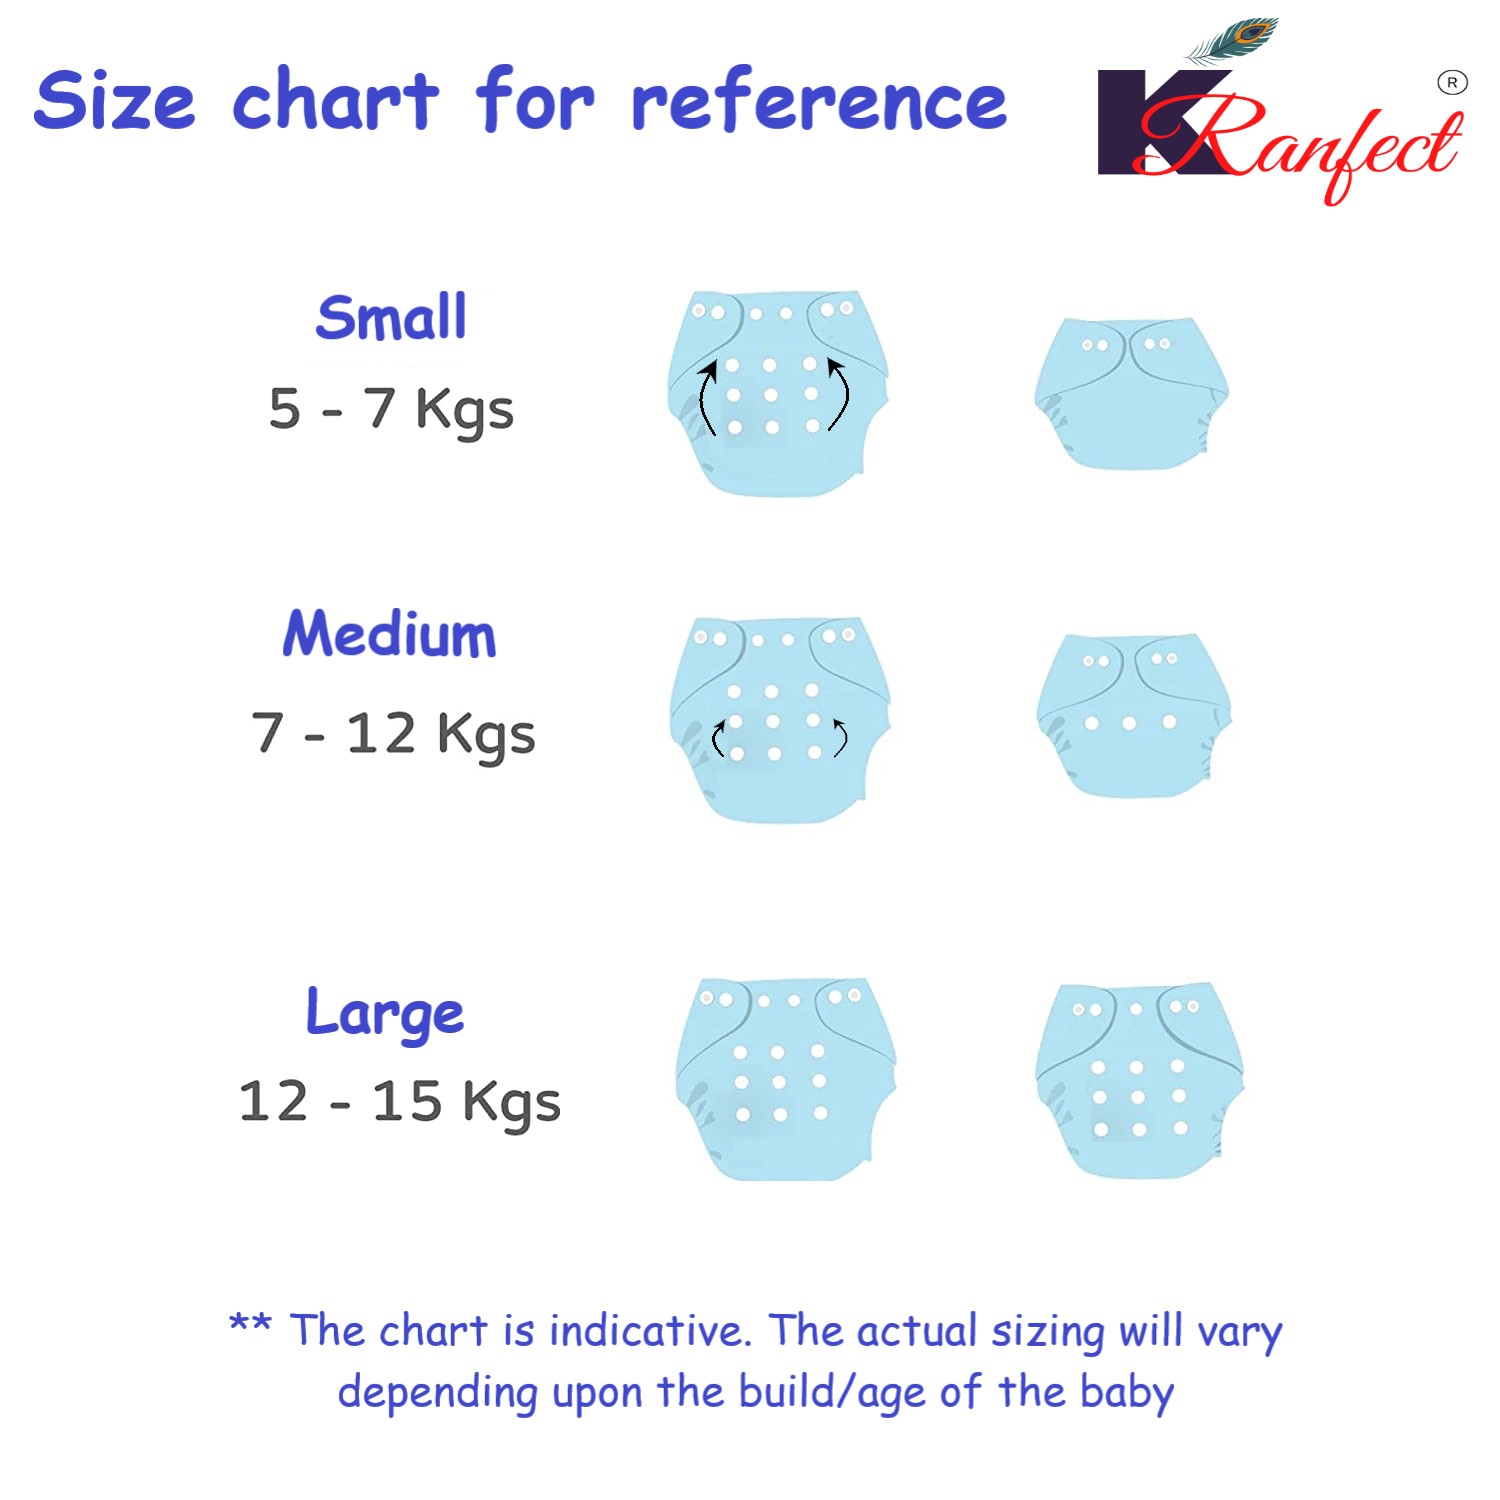 Size chart for reference
KRanfect ®
Small
5 - 7 Kgs
Medium
7 - 12 Kgs
Large
12 - 15 Kgs
** The chart is indicative. The actual sizing will vary
depending upon the build/age of the baby